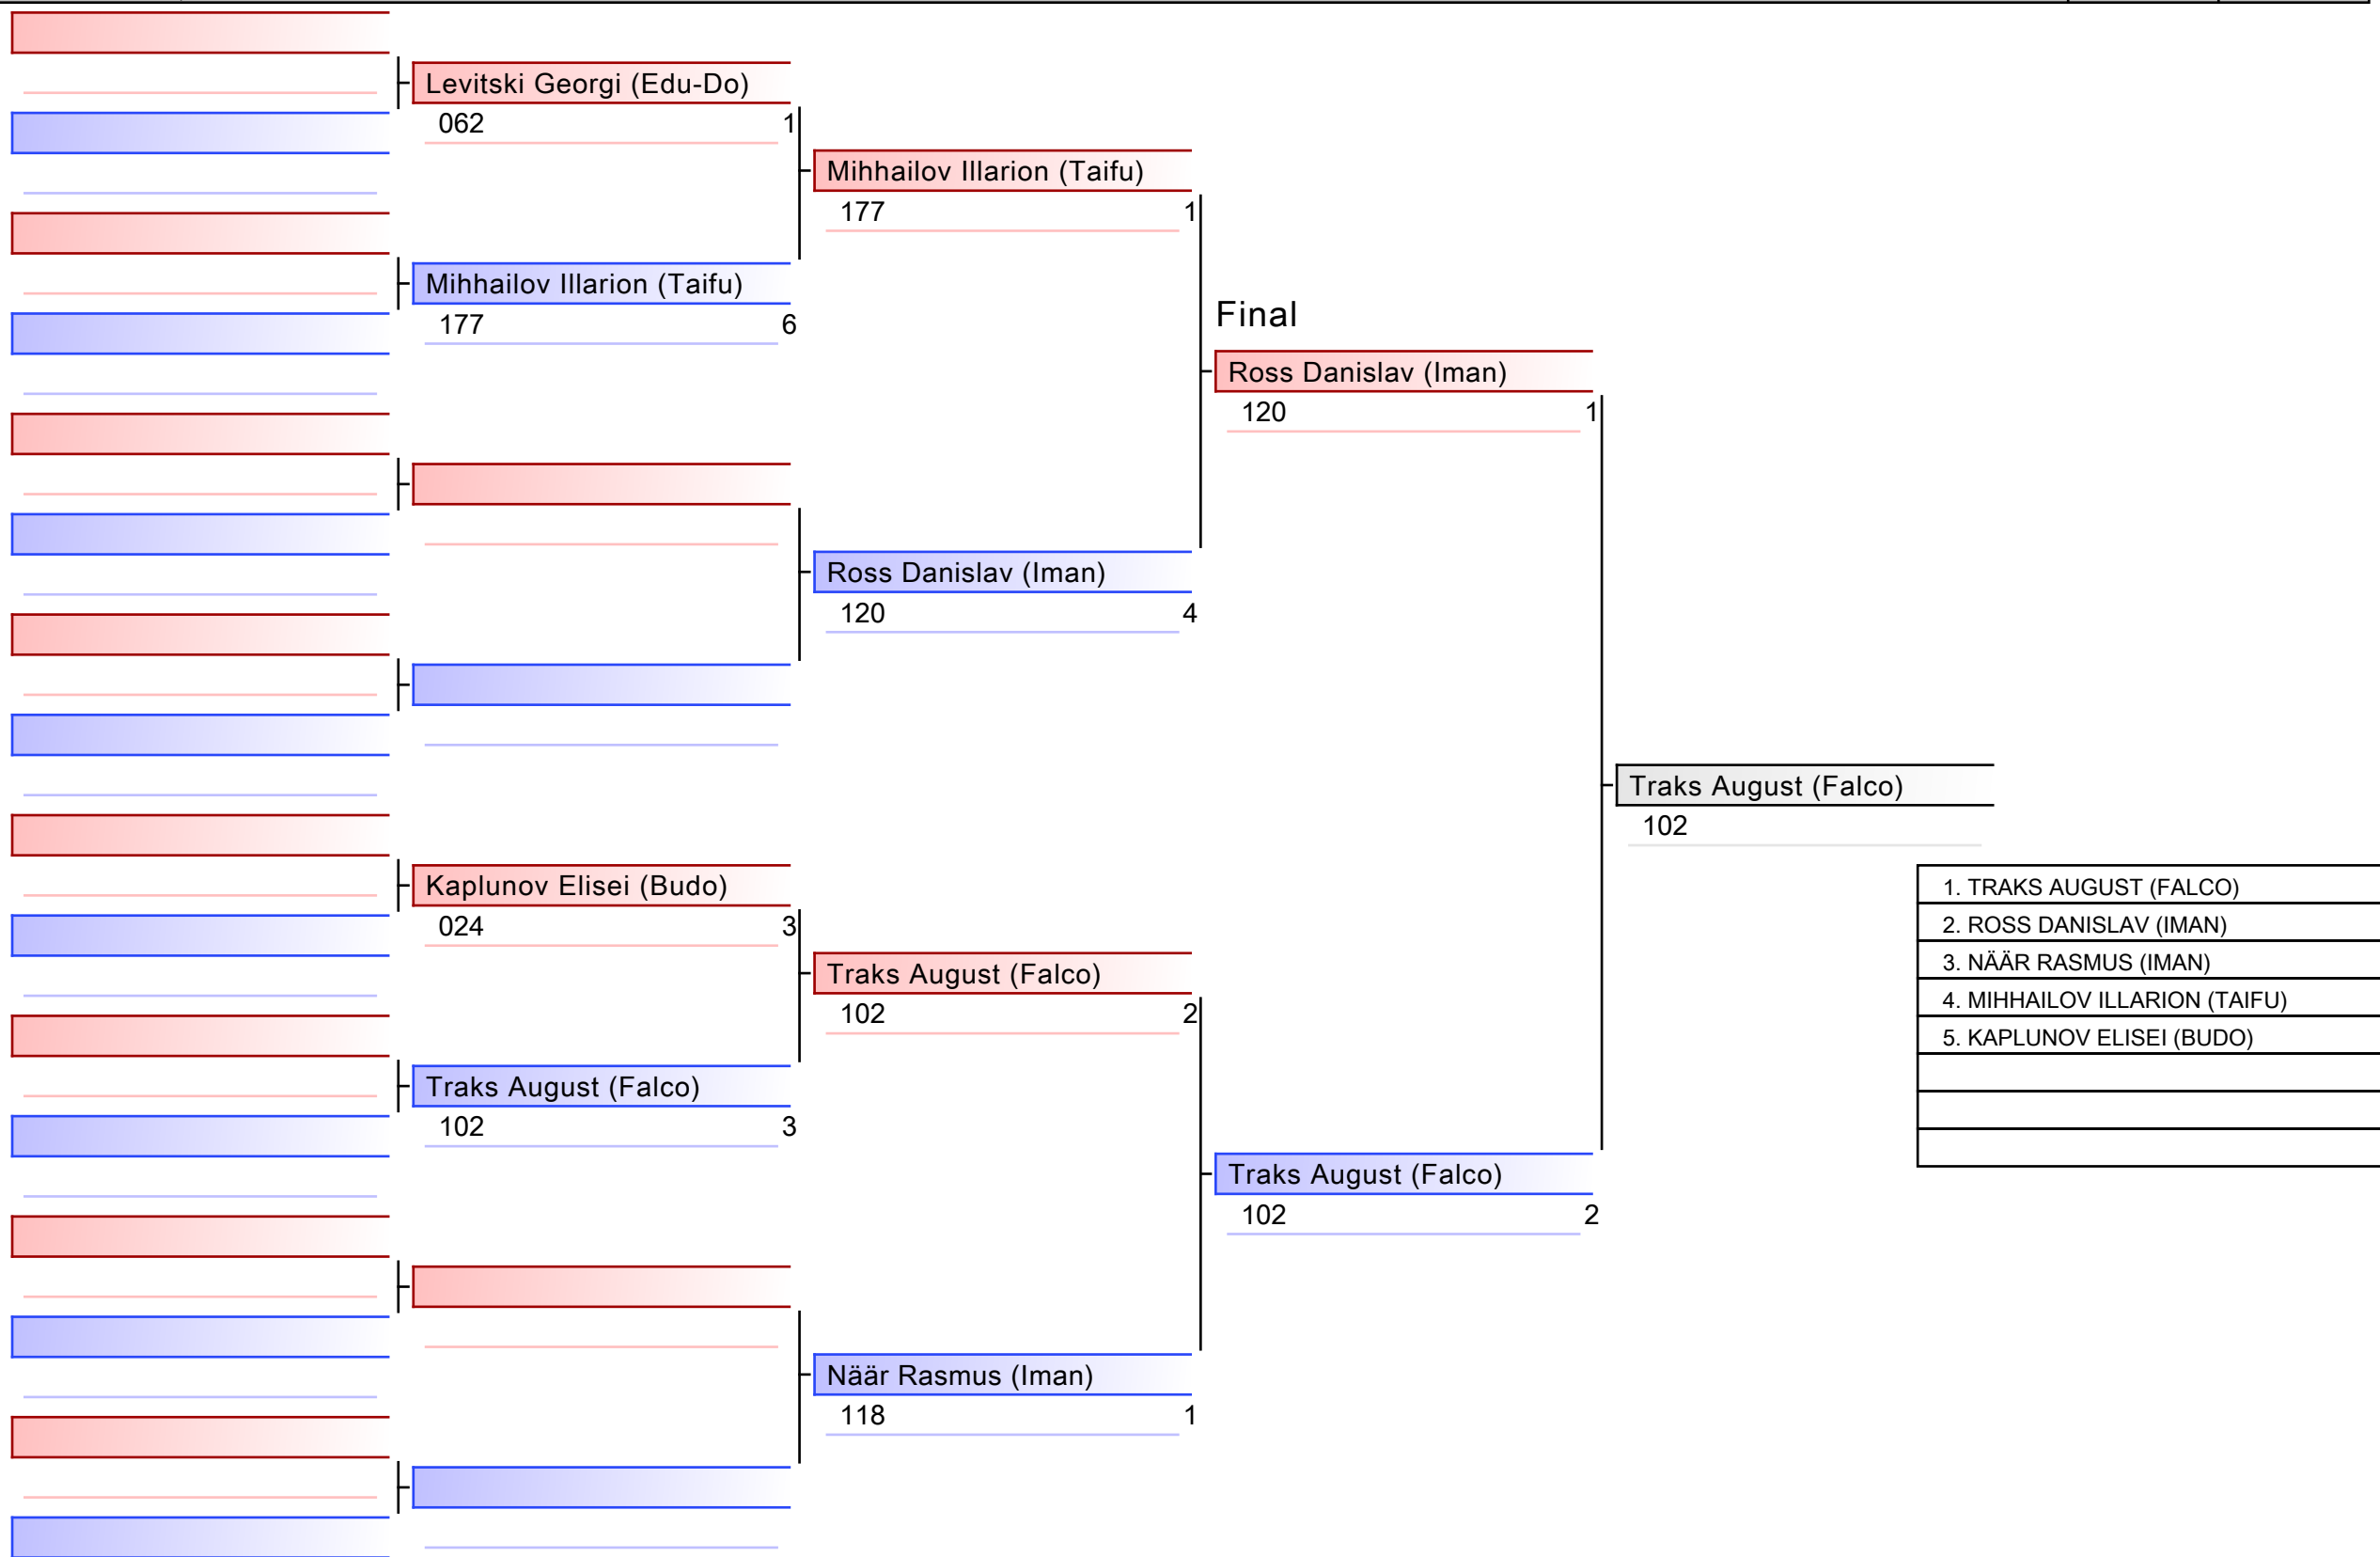 Levitski Georgi (Edu-Do)
062 1
Mihhailov Illarion (Taifu)
177 6
Kaplunov Elisei (Budo)
024 3
Traks August (Falco)
102 3
Mihhailov Illarion (Taifu)
177 1
Ross Danislav (Iman)
120 4
Traks August (Falco)
102 2
Näär Rasmus (Iman)
118 1
Final
Ross Danislav (Iman)
120 1
Traks August (Falco)
102 2
Traks August (Falco)
102
1. TRAKS AUGUST (FALCO)
2. ROSS DANISLAV (IMAN)
3. NÄÄR RASMUS (IMAN)
4. MIHHAILOV ILLARION (TAIFU)
5. KAPLUNOV ELISEI (BUDO)